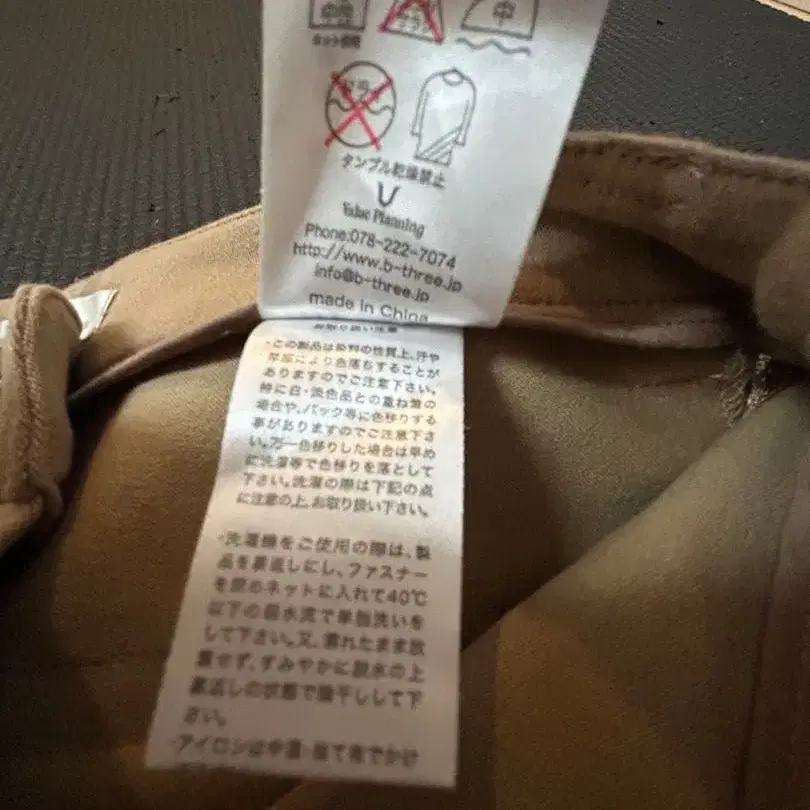 中
ネット使用
ドライ
タンブル乾燥禁止
Value Planning
Phone:078-222-7074
http://www.b-three.jp
info@b-three.jp
made in China
お取り扱い注意
・この製品は染料の性質上、汗や
摩擦により色落ちすることが
ありますのでご注意下さい。
特に白・淡色品との重ね着の
場合や、バック等に色移りする
事がありますのでご注意下さ
い。万一色移りした場合は早め
に洗濯等で色移りを落として
下さい。洗濯の際は下記の点
に注意の上、お取り扱い下さい。
・洗濯機をご使用の際は、製
品を裏返しにし、ファスナー
を閉めネットに入れて40℃
以下の弱水流で単独洗いを
して下さい。又、濡れたまま放
置せず、すみやかに脱水の上
裏返しの状態で陰干しして下
さい。
・アイロンは中温・当て布でかけ